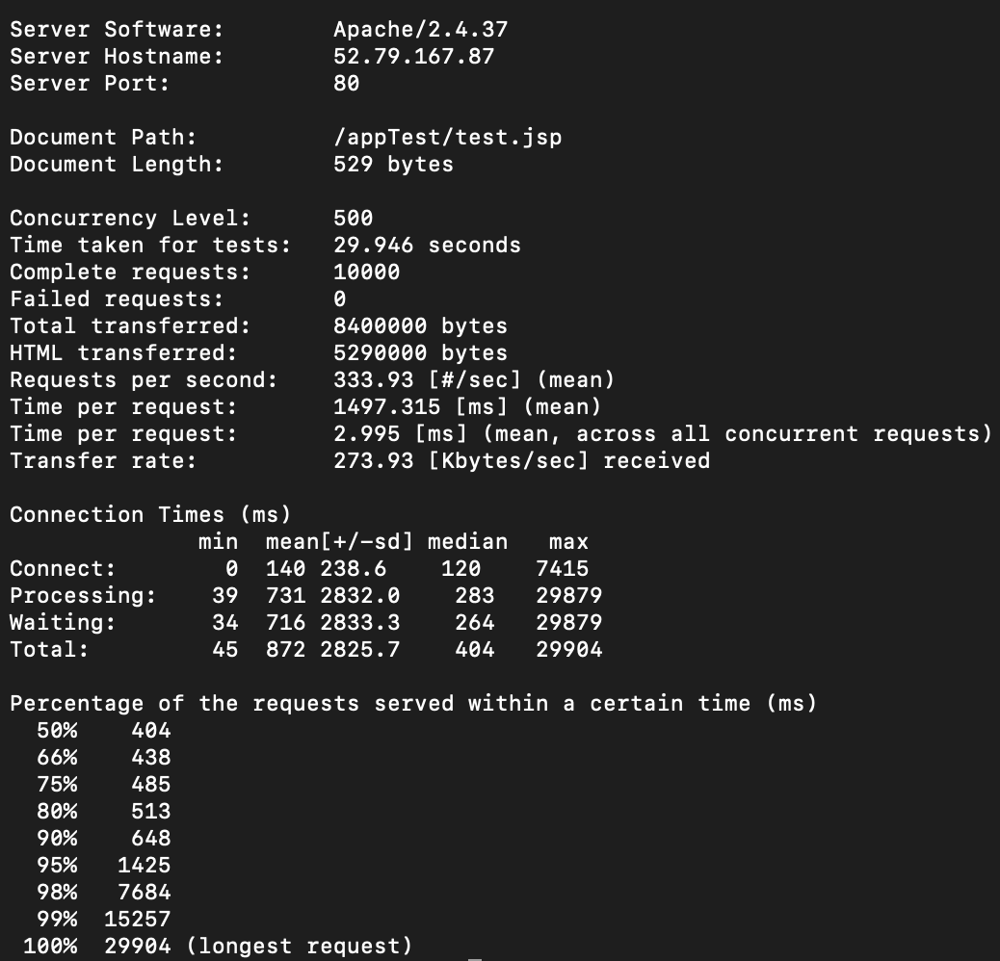 Server Software:        Apache/2.4.37
Server Hostname:        52.79.167.87
Server Port:            80

Document Path:          /appTest/test.jsp
Document Length:        529 bytes

Concurrency Level:      500
Time taken for tests:   29.946 seconds
Complete requests:      10000
Failed requests:        0
Total transferred:      8400000 bytes
HTML transferred:       5290000 bytes
Requests per second:    333.93 [#/sec] (mean)
Time per request:       1497.315 [ms] (mean)
Time per request:       2.995 [ms] (mean, across all concurrent requests)
Transfer rate:          273.93 [Kbytes/sec] received

Connection Times (ms)
              min  mean[+/-sd] median   max
Connect:        0  140 238.6    120    7415
Processing:    39  731 2832.0    283   29879
Waiting:       34  716 2833.3    264   29879
Total:         45  872 2825.7    404   29904

Percentage of the requests served within a certain time (ms)
  50%    404
  66%    438
  75%    485
  80%    513
  90%    648
  95%   1425
  98%   7684
  99%  15257
 100%  29904 (longest request)